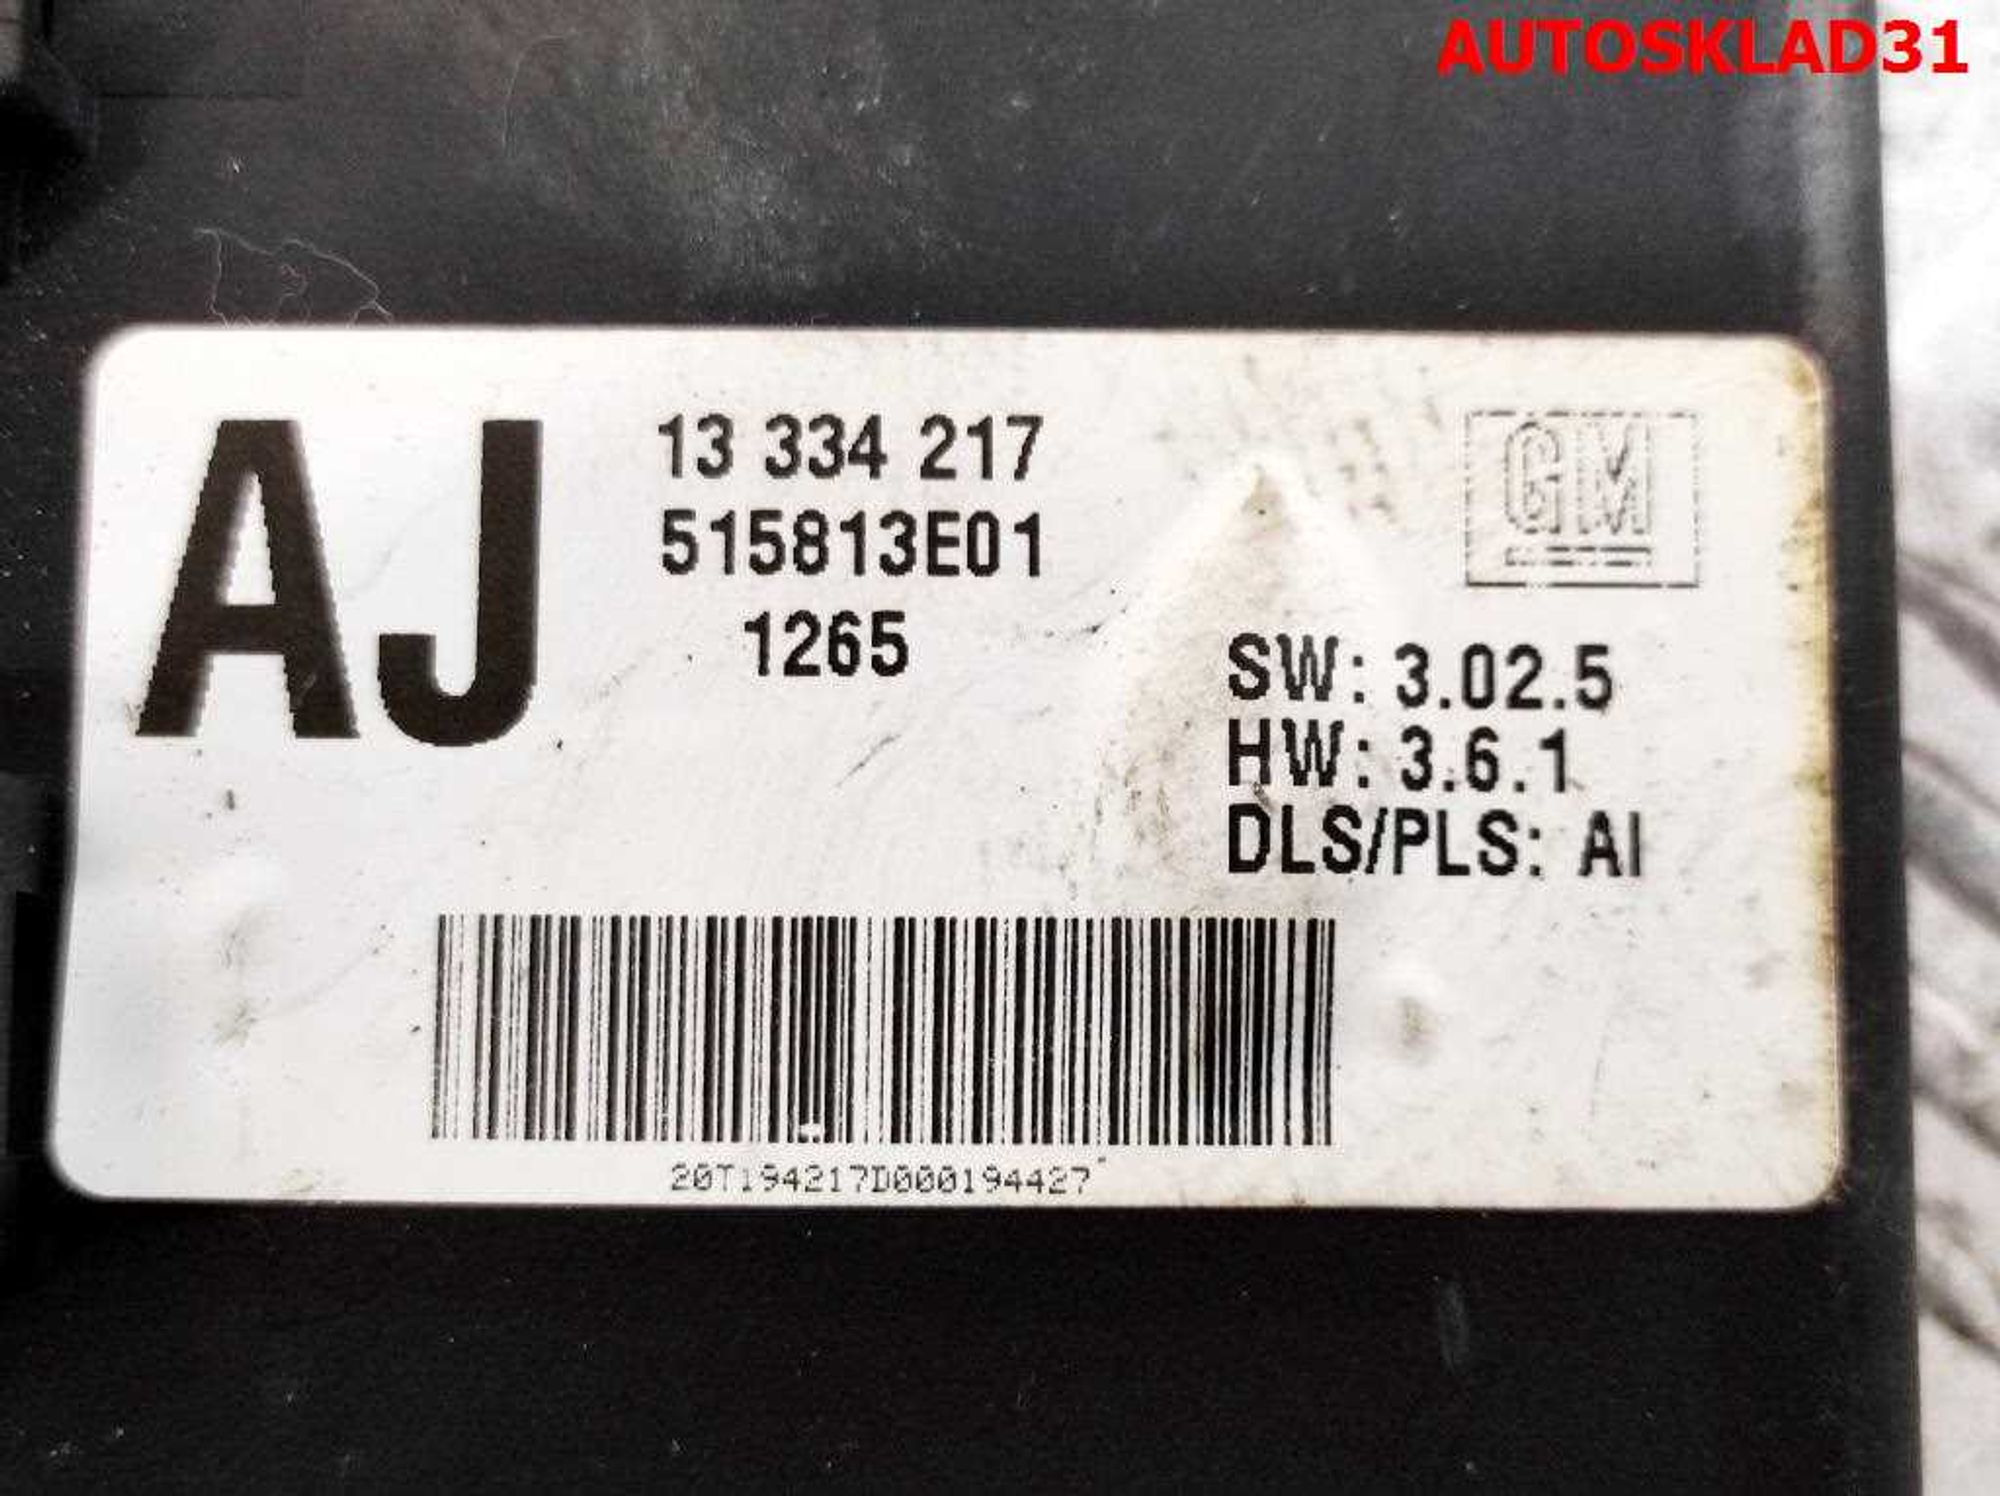 AUTOSKLAD31
AJ
13 334 217
515813E01
1265
GM
SW: 3.02.5
HW: 3.6.1
DLS/PLS: AI
20T194217D000194427